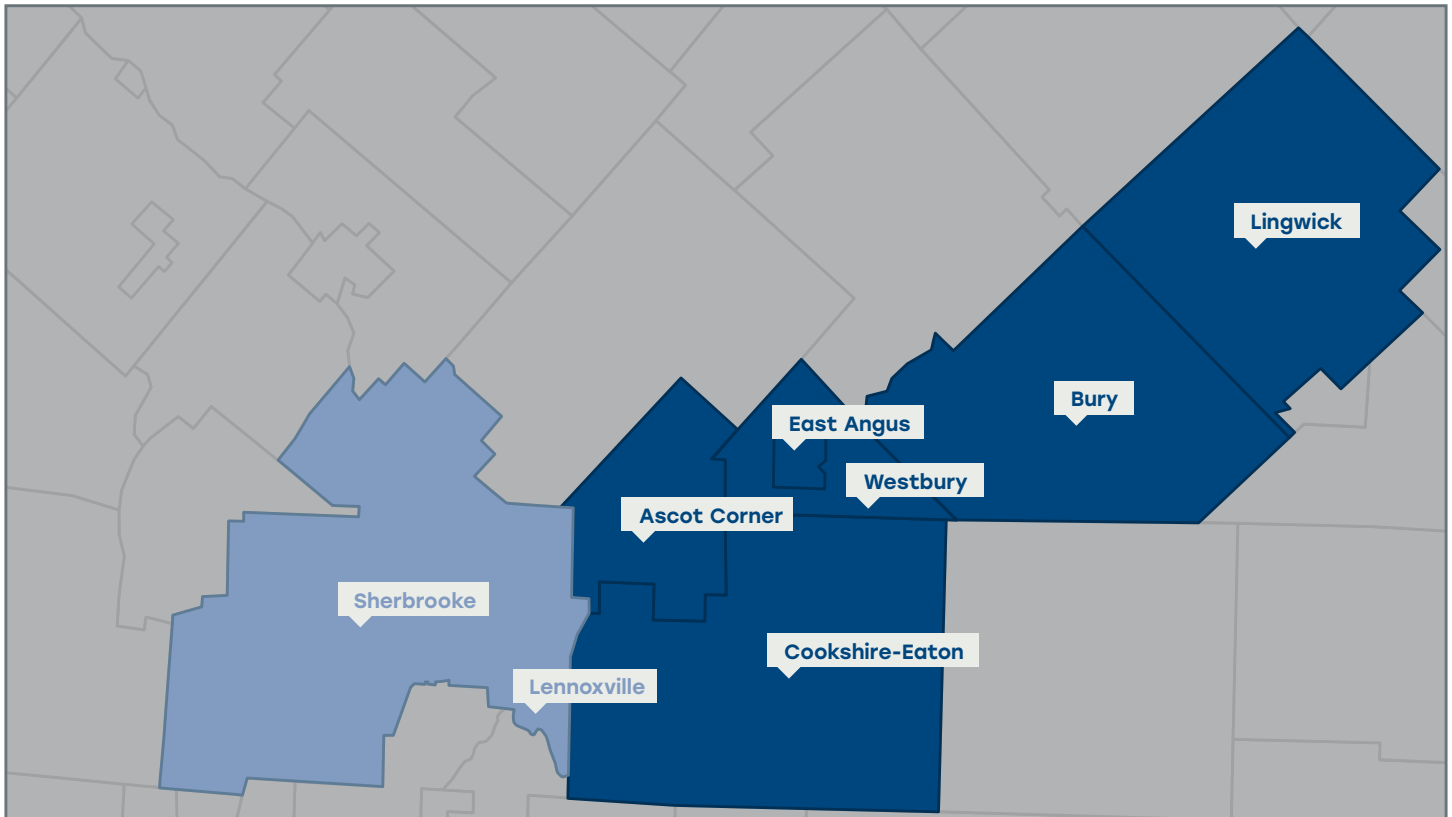 Lingwick
Bury
East Angus
Westbury
Ascot Corner
Sherbrooke
Cookshire-Eaton
Lennoxville